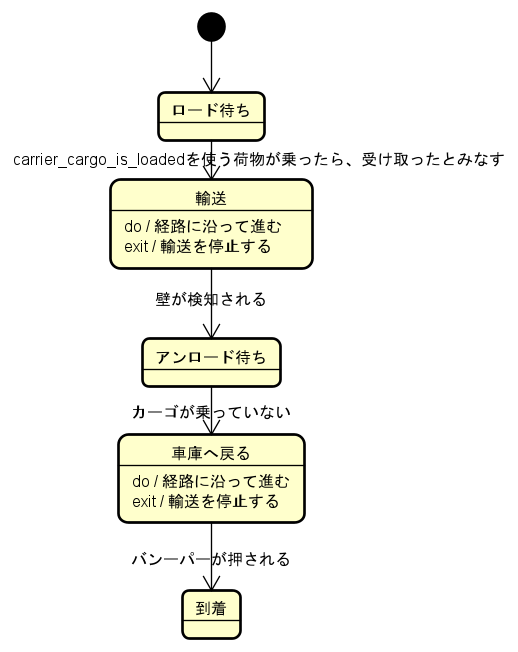 ロード待ち
carrier_cargo_is_loadedを使う荷物が乗ったら、受け取ったとみなす
輸送
do / 経路に沿って進む
exit / 輸送を停止する
壁が検知される
アンロード待ち
カーゴが乗っていない
車庫へ戻る
do / 経路に沿って進む
exit / 輸送を停止する
バンーパーが押される
到着